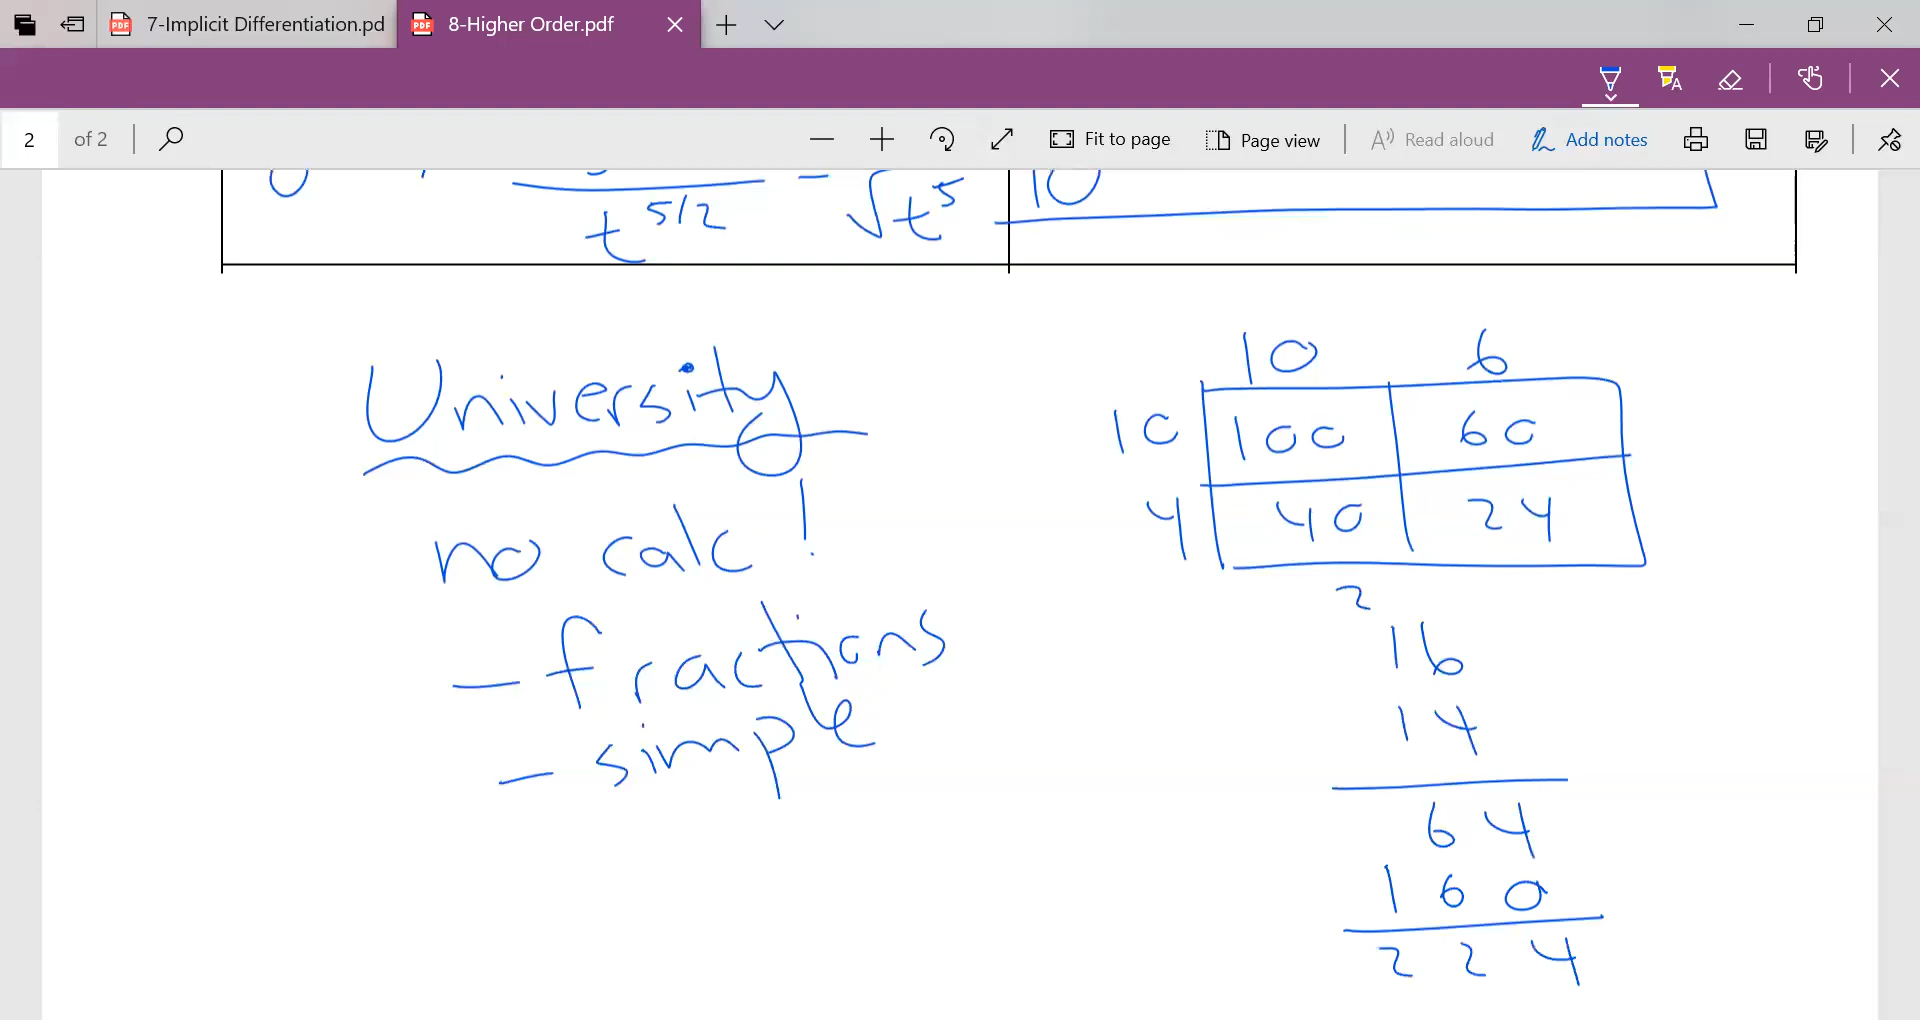 7-Implicit Differentiation.pd
8-Higher Order.pdf
2 of 2
Fit to page
Page view
Read aloud
Add notes
t^5/2
√t^5
10
University
no calc!
- fractions
- simple
10 6
10 100 60
4 40 24
2
16
14
64
160
224